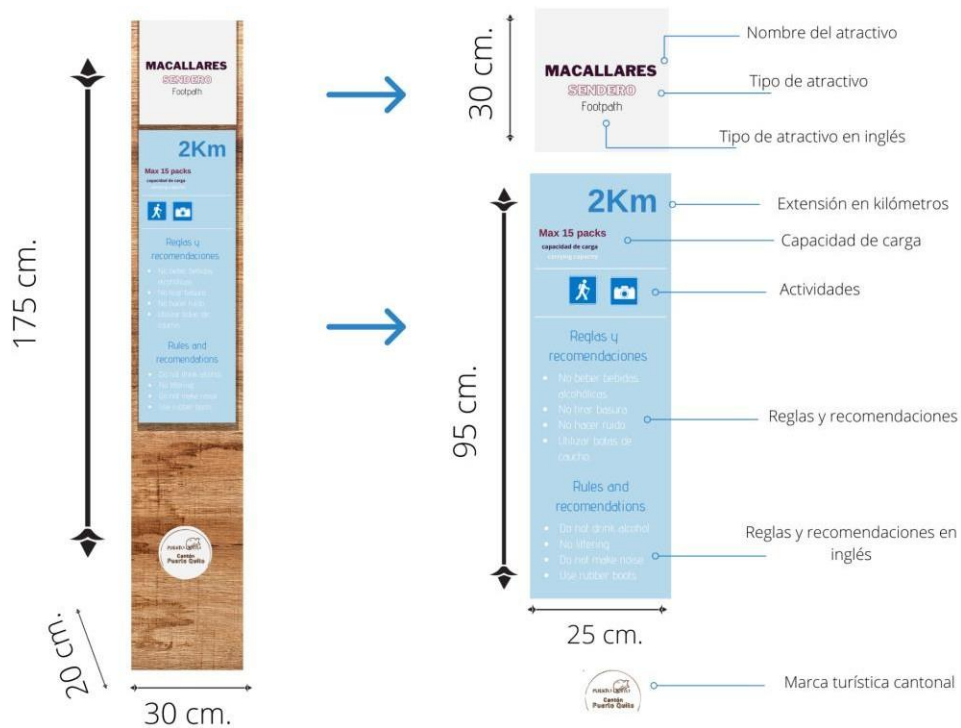 175 cm.
20 cm.
30 cm.
MACALLARES
SENDERO
Footpath
2Km
Max 15 packs
capacidad de carga
carrying capacity
Reglas y
recomendaciones
No beber bebidas
alcohólicas
No tirar basura
No hacer ruido
Utilizar botas de
caucho
Rules and
recomendations
Do not drink alcohol
No littering
Do not make noise
Use rubber boots
Cantón
Puerto Quito
30 cm.
MACALLARES
SENDERO
Footpath
Nombre del atractivo
Tipo de atractivo
Tipo de atractivo en inglés
95 cm.
25 cm.
2Km
Max 15 packs
capacidad de carga
carrying capacity
Reglas y
recomendaciones
• No beber bebidas
alcohólicas
• No tirar basura
• No hacer ruido
• Utilizar botas de
caucho
Rules and
recomendations
• Do not drink alcohol
• No littering
• Do not make noise
• Use rubber boots
Extensión en kilómetros
Capacidad de carga
Actividades
Reglas y recomendaciones
Reglas y recomendaciones en
inglés
Cantón
Puerto Quito
Marca turística cantonal